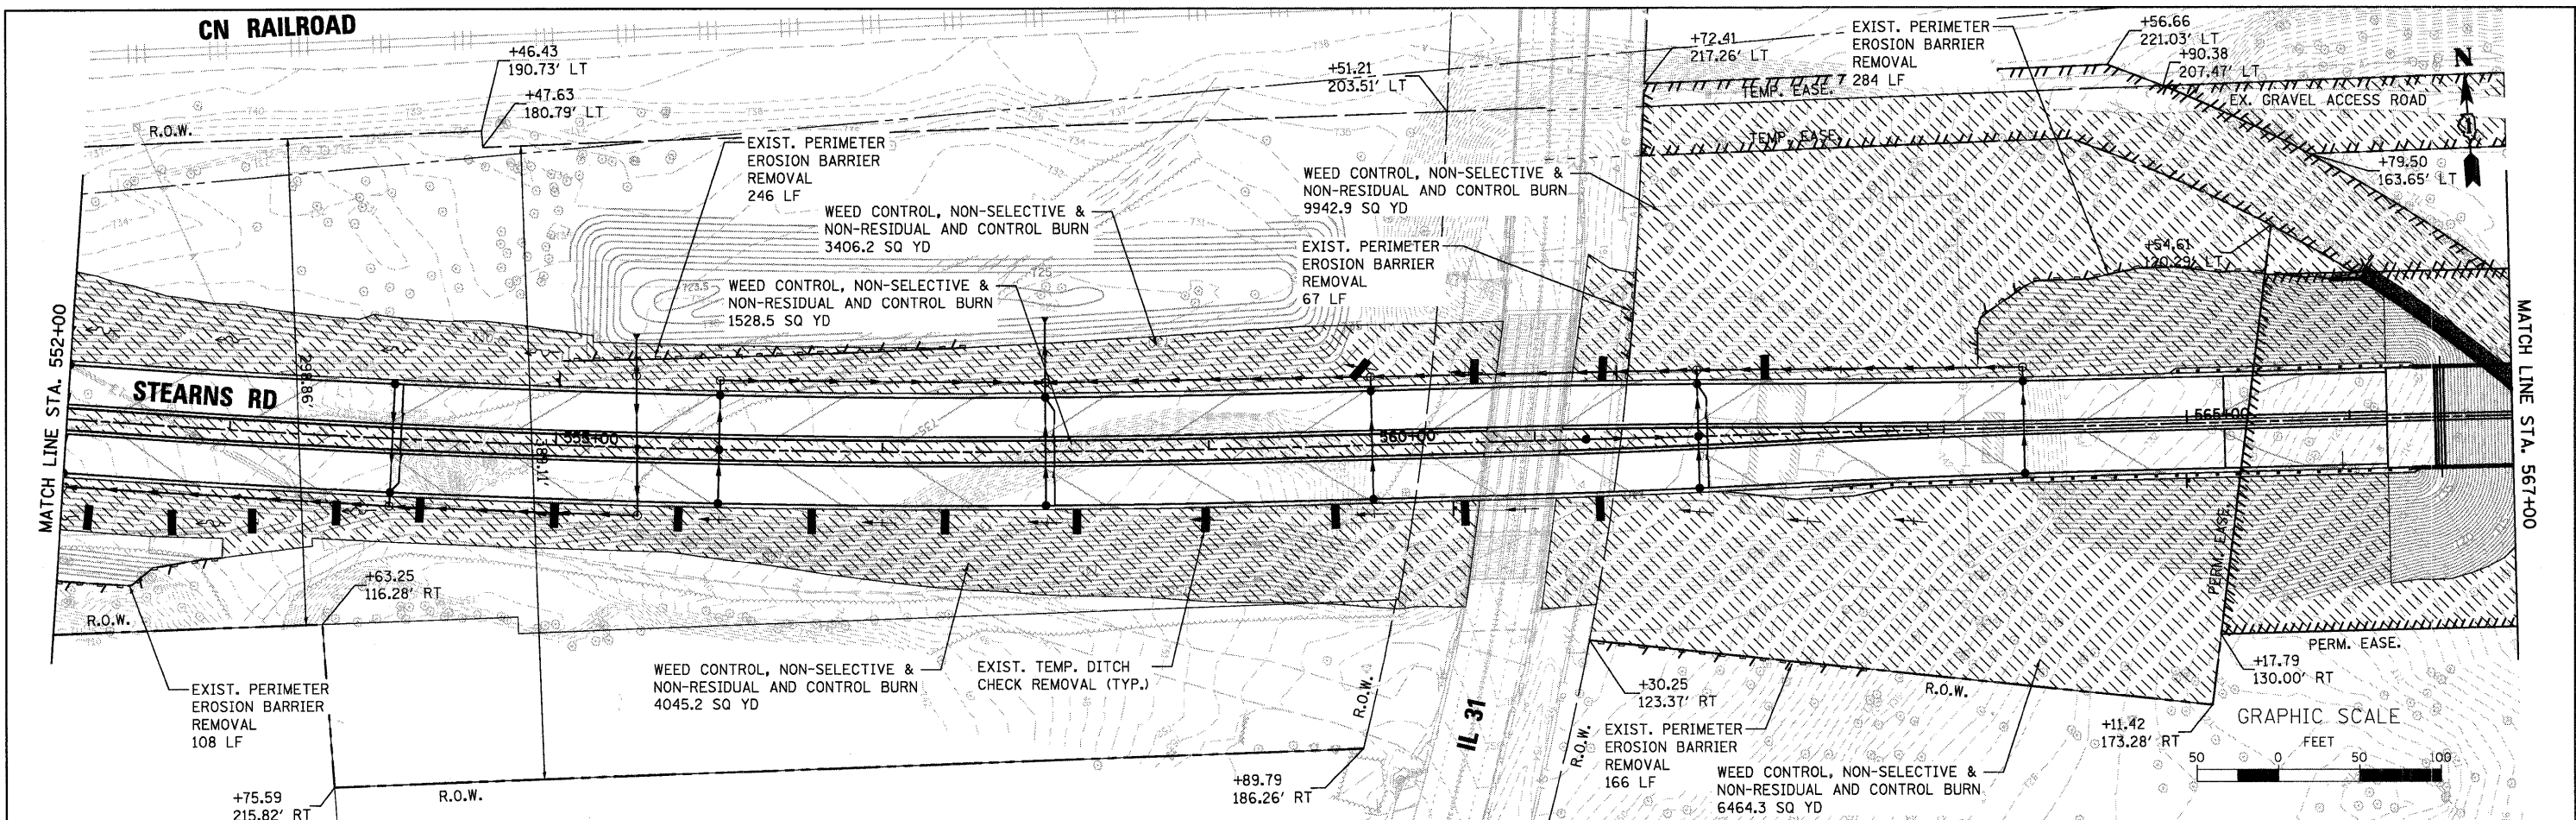 CN RAILROAD
+46.43
190.73' LT
+47.63
180.79' LT
R.O.W.
+51.21
203.51' LT
+72.41
217.26' LT
EXIST. PERIMETER
EROSION BARRIER
REMOVAL
284 LF
+56.66
221.03' LT
+90.38
207.47' LT
N
TEMP. EASE.
EX. GRAVEL ACCESS ROAD
TEMP. EASE.
+79.50
163.65' LT
EXIST. PERIMETER
EROSION BARRIER
REMOVAL
246 LF
WEED CONTROL, NON-SELECTIVE &
NON-RESIDUAL AND CONTROL BURN
3406.2 SQ YD
WEED CONTROL, NON-SELECTIVE &
NON-RESIDUAL AND CONTROL BURN
9942.9 SQ YD
EXIST. PERIMETER
EROSION BARRIER
REMOVAL
67 LF
+54.61
120.29' LT
WEED CONTROL, NON-SELECTIVE &
NON-RESIDUAL AND CONTROL BURN
1528.5 SQ YD
MATCH LINE STA. 552+00
STEARNS RD
298.86'
555+00
560+00
565+00
MATCH LINE STA. 567+00
PERM. EASE.
+63.25
116.28' RT
R.O.W.
EXIST. PERIMETER
EROSION BARRIER
REMOVAL
108 LF
WEED CONTROL, NON-SELECTIVE &
NON-RESIDUAL AND CONTROL BURN
4045.2 SQ YD
EXIST. TEMP. DITCH
CHECK REMOVAL (TYP.)
R.O.W.
IL 31
R.O.W.
+30.25
123.37' RT
EXIST. PERIMETER
EROSION BARRIER
REMOVAL
166 LF
R.O.W.
WEED CONTROL, NON-SELECTIVE &
NON-RESIDUAL AND CONTROL BURN
6464.3 SQ YD
+11.42
173.28' RT
+17.79
130.00' RT
PERM. EASE.
GRAPHIC SCALE
FEET
50 0 50 100
+75.59
215.82' RT
R.O.W.
+89.79
186.26' RT